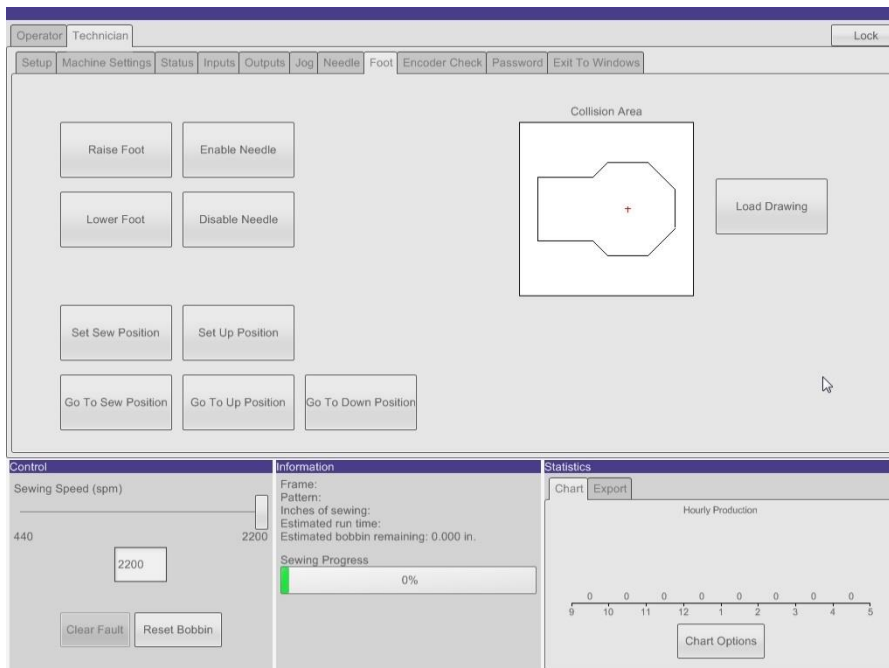 Operator Technician Lock
Setup Machine Settings Status Inputs Outputs Jog Needle Foot Encoder Check Password Exit To Windows
Collision Area
Raise Foot Enable Needle
Load Drawing
Lower Foot Disable Needle
Set Sew Position Set Up Position
Go To Sew Position Go To Up Position Go To Down Position
Control
Sewing Speed (spm)
440 2200
2200
Clear Fault Reset Bobbin
Information
Frame:
Pattern:
Inches of sewing:
Estimated run time:
Estimated bobbin remaining: 0.000 in.
Sewing Progress
0%
Statistics
Chart Export
Hourly Production
0 0 0 0 0 0 0 0
9 10 11 12 1 2 3 4 5
Chart Options